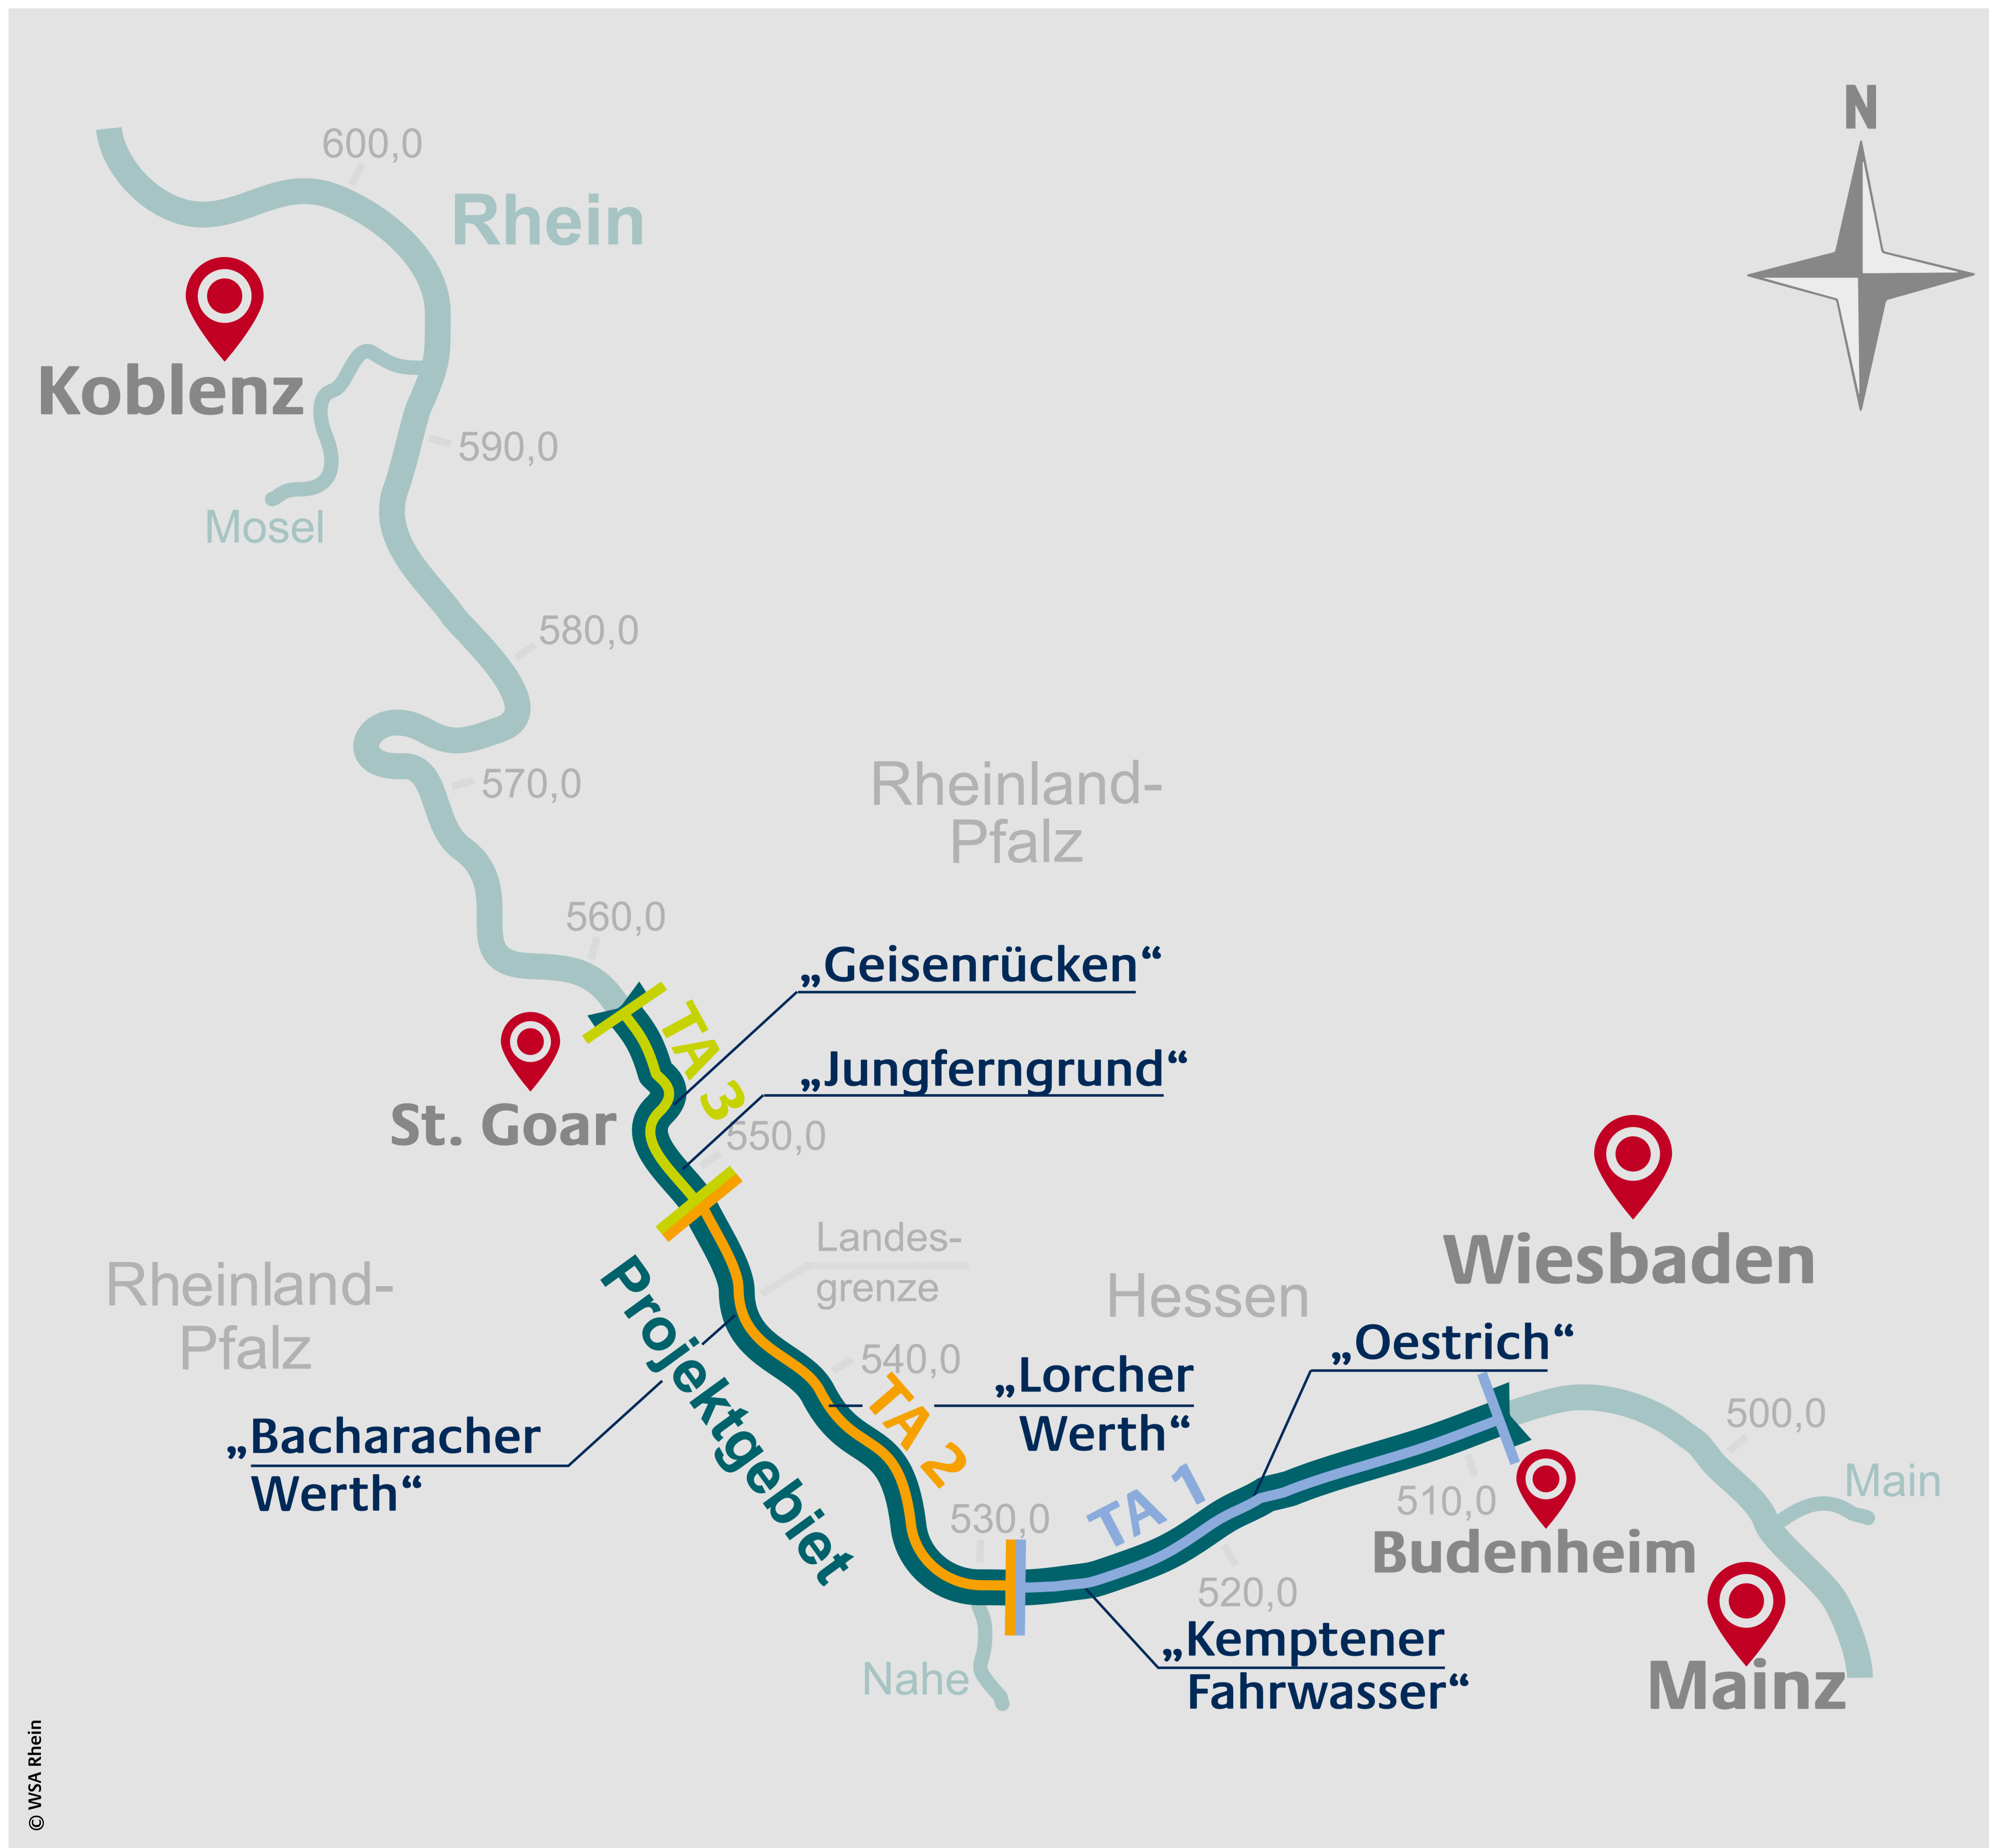 N
600,0
Rhein
Koblenz
590,0
Mosel
580,0
570,0
Rheinland-
Pfalz
560,0
„Geisenrücken“
TA 3
„Jungferngrund“
St. Goar
550,0
Wiesbaden
Landes-
grenze
Rheinland-
Pfalz
Hessen
Projektgebiet
„Oestrich“
540,0
„Lorcher
Werth“
TA 2
„Bacharacher
Werth“
500,0
Main
TA 1
510,0
530,0
Budenheim
520,0
„Kemptener
Fahrwasser“
Nahe
Mainz
© WSA Rhein